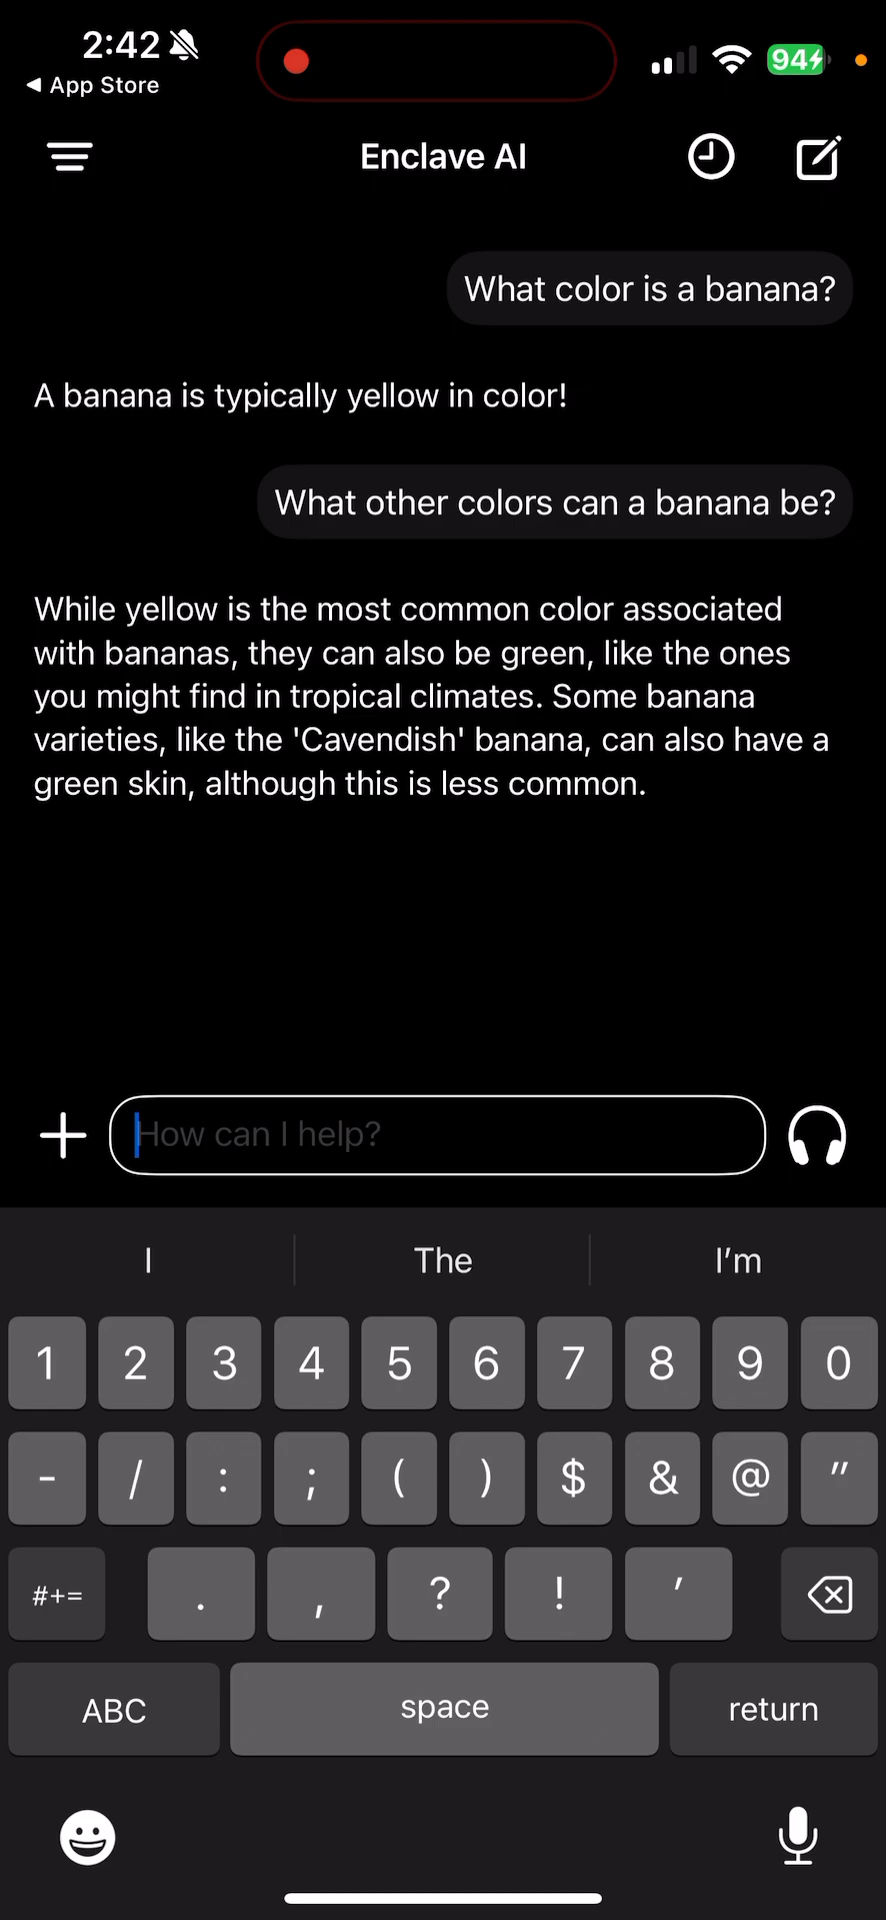 2:42
94
◀ App Store
Enclave AI
What color is a banana?
A banana is typically yellow in color!
What other colors can a banana be?
While yellow is the most common color associated
with bananas, they can also be green, like the ones
you might find in tropical climates. Some banana
varieties, like the 'Cavendish' banana, can also have a
green skin, although this is less common.
How can I help?
I The I'm
1 2 3 4 5 6 7 8 9 0
- / : ; ( ) $ & @ "
#+= . , ? ! '
ABC space return